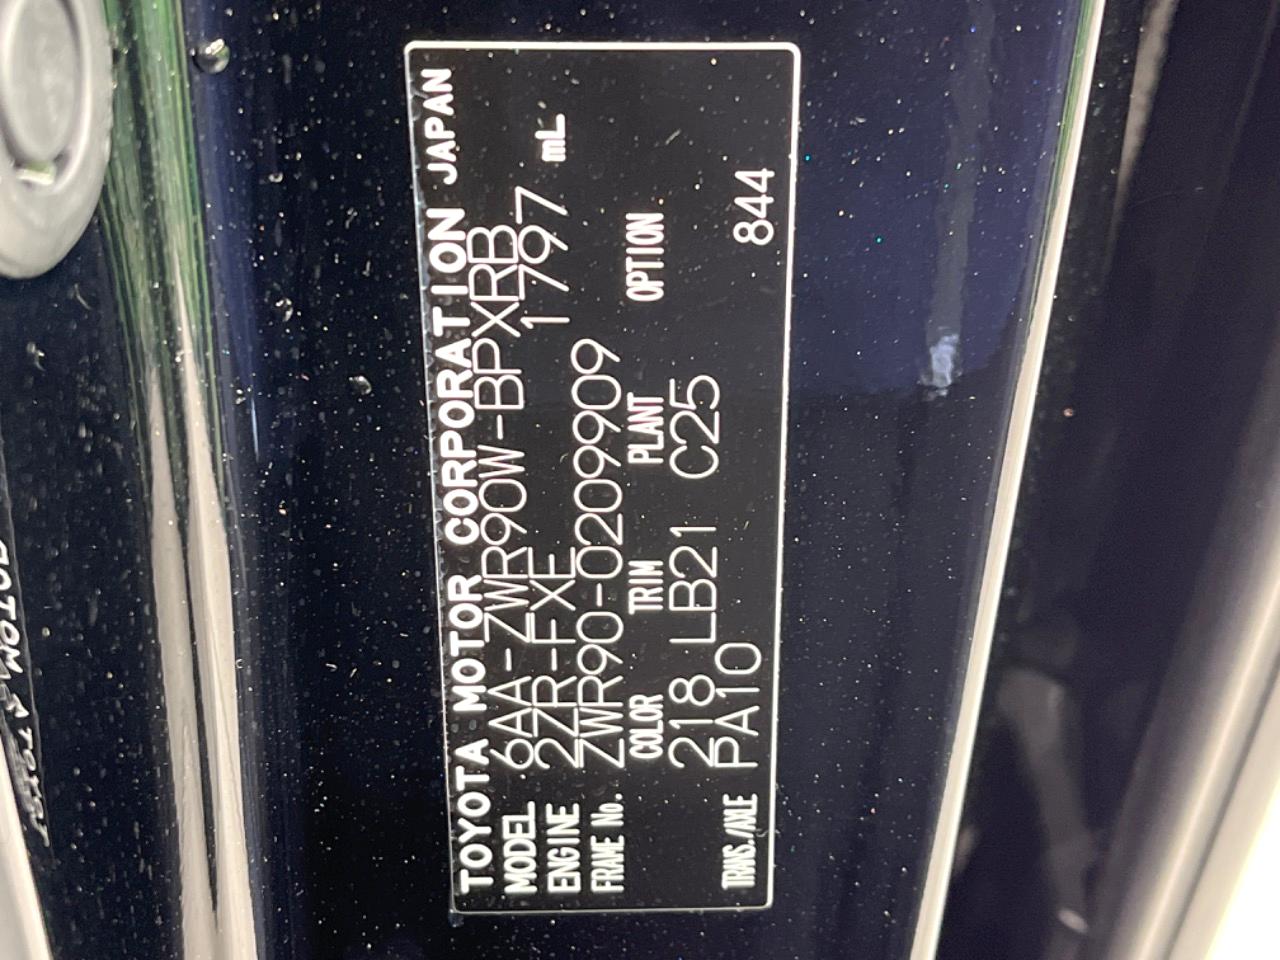 TOYOTA MOTOR CORPORATION JAPAN
MODEL 6AA-ZWR90W-BPXRB
ENGINE 2ZR-FXE 1797 mL
FRAME No. ZWR90-0209909
COLOR TRIM PLANT OPTION
218 LB21 C25
TRANS./AXLE PA10 844